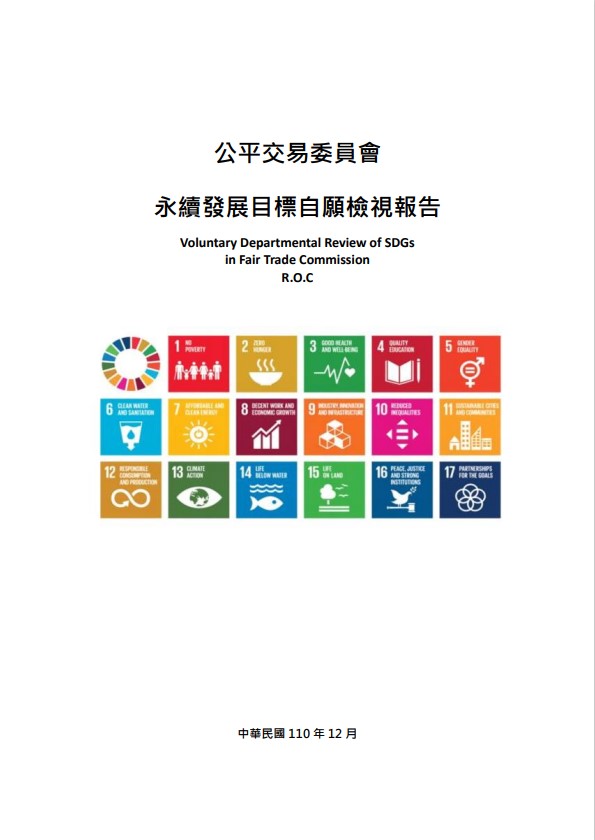 公平交易委員會
永續發展目標自願檢視報告
Voluntary Departmental Review of SDGs
in Fair Trade Commission
R.O.C
1 NO
POVERTY
2 ZERO
HUNGER
3 GOOD HEALTH
AND WELL-BEING
4 QUALITY
EDUCATION
5 GENDER
EQUALITY
6 CLEAN WATER
AND SANITATION
7 AFFORDABLE AND
CLEAN ENERGY
8 DECENT WORK AND
ECONOMIC GROWTH
9 INDUSTRY, INNOVATION
AND INFRASTRUCTURE
10 REDUCED
INEQUALITIES
11 SUSTAINABLE CITIES
AND COMMUNITIES
12 RESPONSIBLE
CONSUMPTION
AND PRODUCTION
13 CLIMATE
ACTION
14 LIFE
BELOW WATER
15 LIFE
ON LAND
16 PEACE, JUSTICE
AND STRONG
INSTITUTIONS
17 PARTNERSHIPS
FOR THE GOALS
中華民國 110 年 12 月